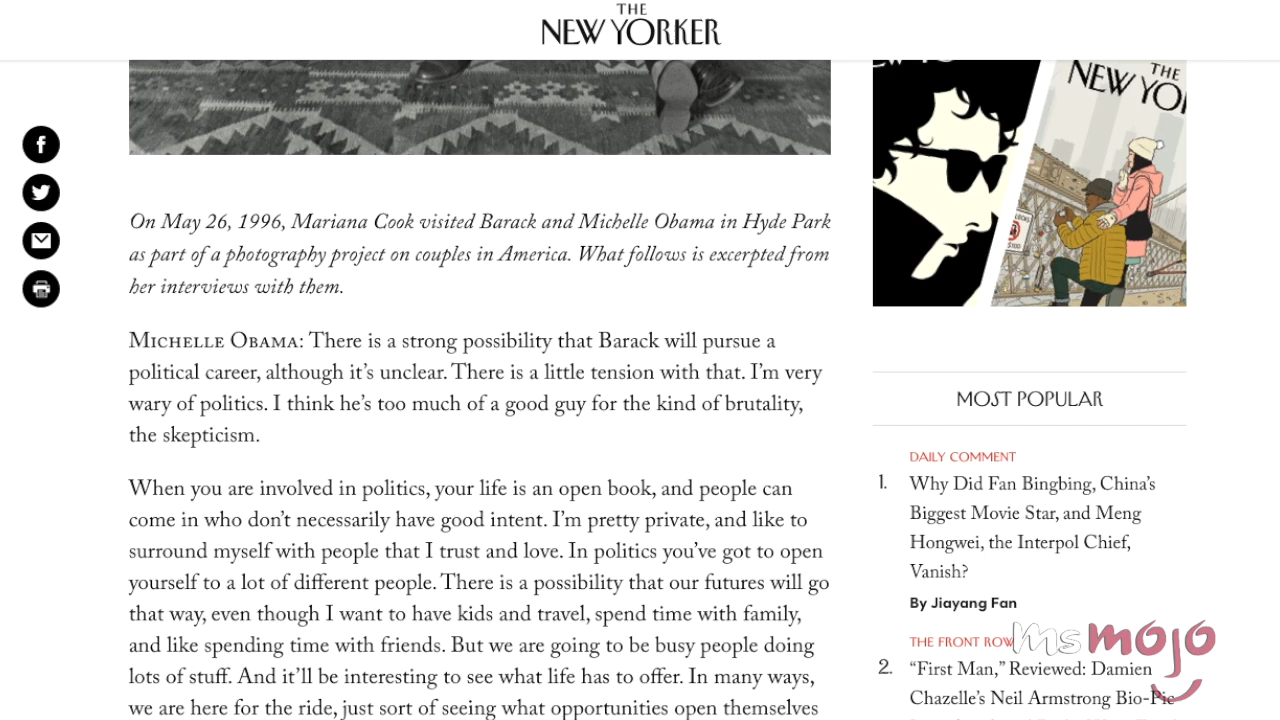 THE
NEW YORKER
On May 26, 1996, Mariana Cook visited Barack and Michelle Obama in Hyde Park
as part of a photography project on couples in America. What follows is excerpted from
her interviews with them.
MICHELLE OBAMA: There is a strong possibility that Barack will pursue a
political career, although it's unclear. There is a little tension with that. I'm very
wary of politics. I think he's too much of a good guy for the kind of brutality,
the skepticism.
When you are involved in politics, your life is an open book, and people can
come in who don't necessarily have good intent. I'm pretty private, and like to
surround myself with people that I trust and love. In politics you've got to open
yourself to a lot of different people. There is a possibility that our futures will go
that way, even though I want to have kids and travel, spend time with family,
and like spending time with friends. But we are going to be busy people doing
lots of stuff. And it'll be interesting to see what life has to offer. In many ways,
we are here for the ride, just sort of seeing what opportunities open themselves
THE
NEW YO
LOCKS
MOST POPULAR
DAILY COMMENT
1. Why Did Fan Bingbing, China's
Biggest Movie Star, and Meng
Hongwei, the Interpol Chief,
Vanish?
By Jiayang Fan
THE FRONT ROW
2. “First Man,” Reviewed: Damien
Chazelle's Neil Armstrong Bio-Pic
msmojo